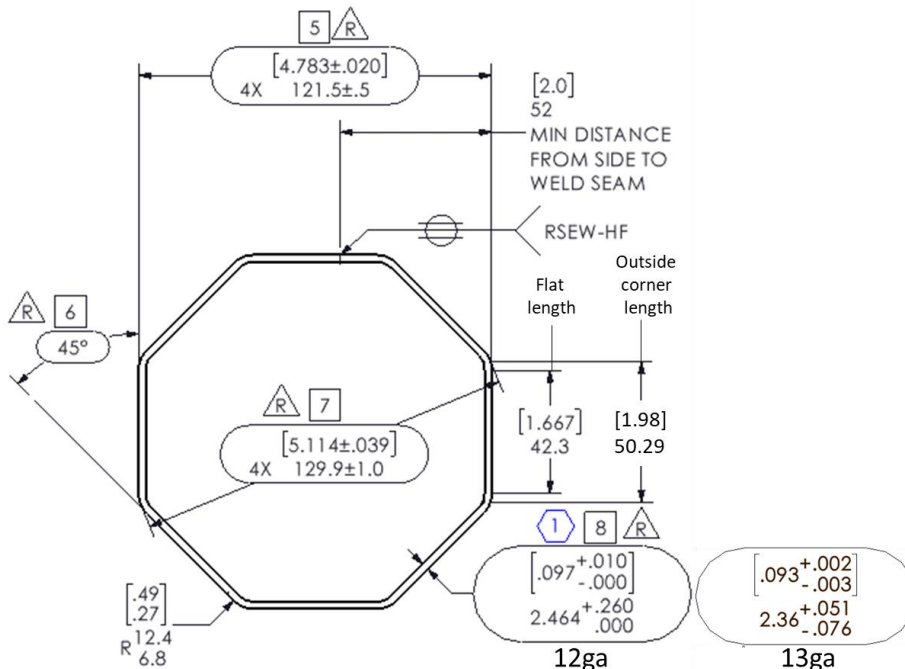 5 R
[4.783±.020]
4X 121.5±.5
[2.0]
52
MIN DISTANCE
FROM SIDE TO
WELD SEAM
RSEW-HF
Flat
length
Outside
corner
length
R 6
45°
R 7
[5.114±.039]
4X 129.9±1.0
[1.667]
42.3
[1.98]
50.29
1 8 R
[.097 +.010 -.000]
2.464 +.260 .000
12ga
[.093 +.002 -.003]
2.36 +.051 -.076
13ga
[.49 .27]
R 12.4 6.8